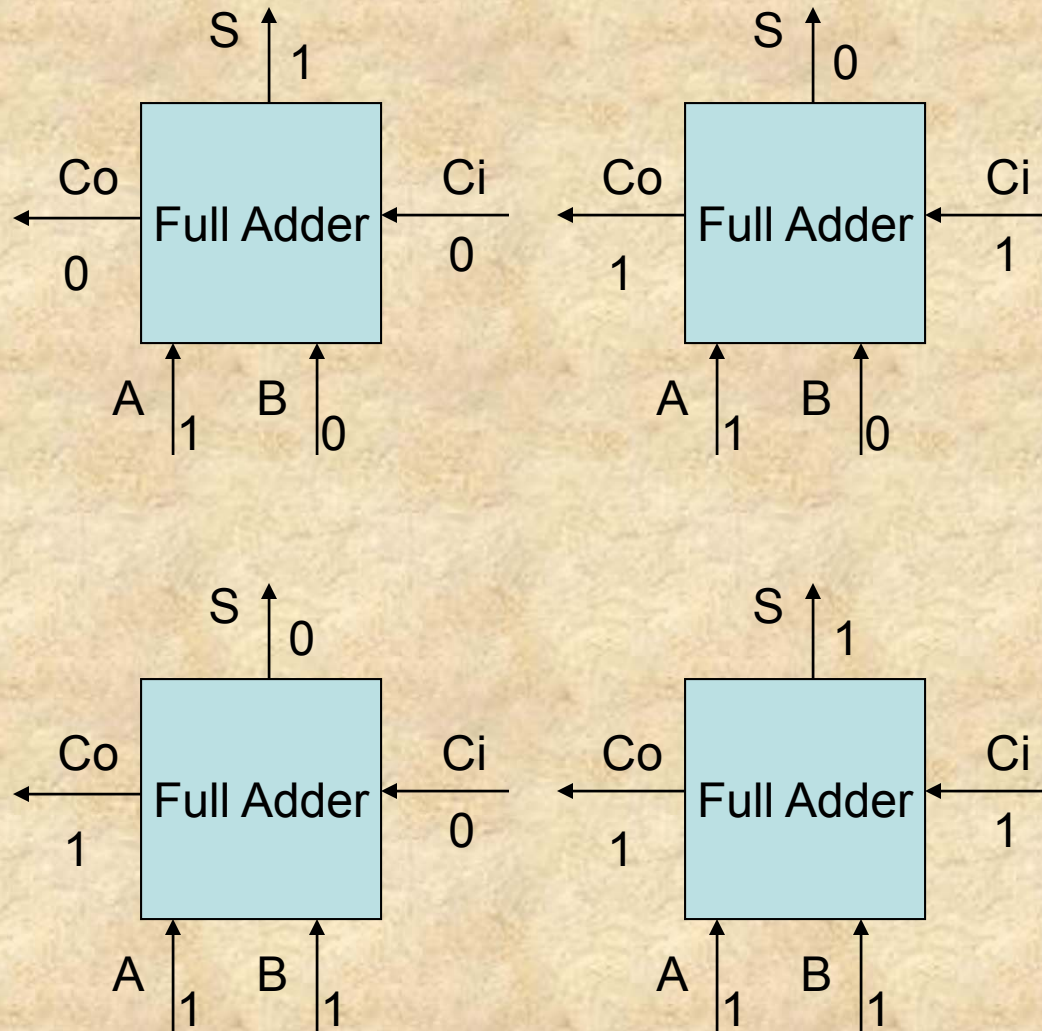 S S
1 0
Co Ci Co Ci
Full Adder Full Adder
0 0 1 1
A B A B
1 0 1 0
S S
0 1
Co Ci Co Ci
Full Adder Full Adder
1 0 1 1
A B A B
1 1 1 1